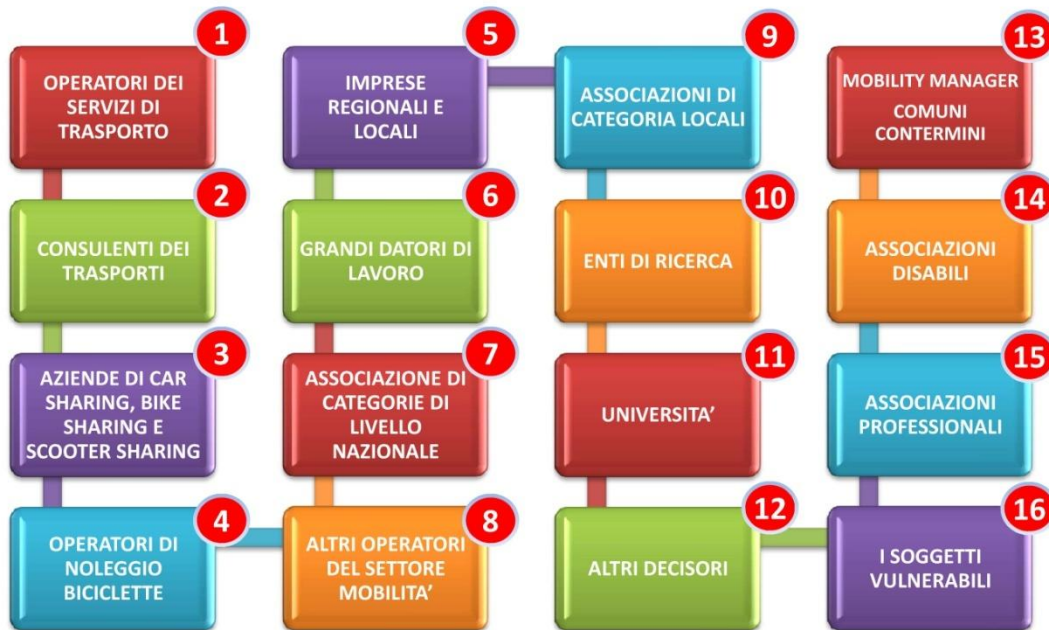 1
OPERATORI DEI
SERVIZI DI
TRASPORTO
2
CONSULENTI DEI
TRASPORTI
3
AZIENDE DI CAR
SHARING, BIKE
SHARING E
SCOOTER SHARING
4
OPERATORI DI
NOLEGGIO
BICICLETTE
5
IMPRESE
REGIONALI E
LOCALI
6
GRANDI DATORI DI
LAVORO
7
ASSOCIAZIONE DI
CATEGORIE DI
LIVELLO
NAZIONALE
8
ALTRI OPERATORI
DEL SETTORE
MOBILITA’
9
ASSOCIAZIONI DI
CATEGORIA LOCALI
10
ENTI DI RICERCA
11
UNIVERSITA’
12
ALTRI DECISORI
13
MOBILITY MANAGER
COMUNI
CONTERMINI
14
ASSOCIAZIONI
DISABILI
15
ASSOCIAZIONI
PROFESSIONALI
16
I SOGGETTI
VULNERABILI